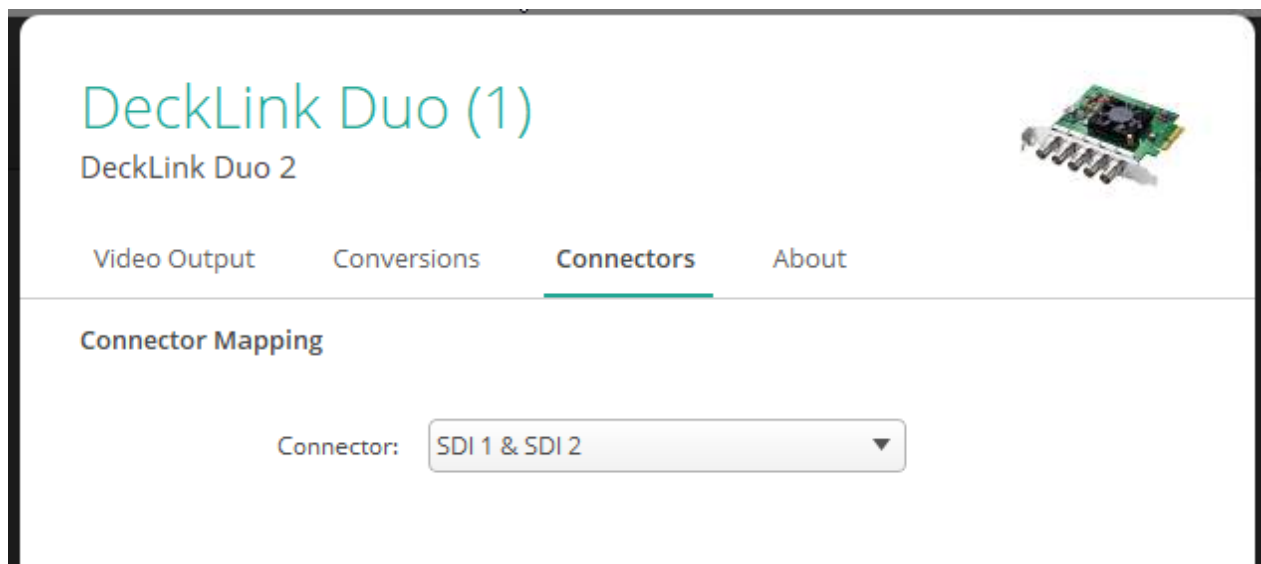 DeckLink Duo (1)
DeckLink Duo 2
Video Output Conversions Connectors About
Connector Mapping
Connector: SDI 1 & SDI 2